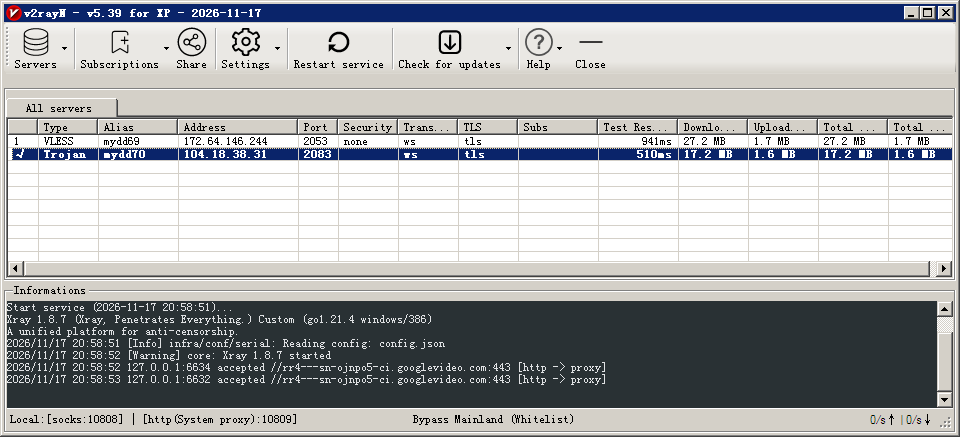 v2rayN - v5.39 for XP - 2026-11-17
Servers Subscriptions Share Settings Restart service Check for updates Help Close
All servers
Type Alias Address Port Security Trans... TLS Subs Test Res... Downlo... Upload... Total ... Total ...
1 VLESS mydd69 172.64.146.244 2053 none ws tls 941ms 27.2 MB 1.7 MB 27.2 MB 1.7 MB
√ Trojan mydd70 104.18.38.31 2083 ws tls 510ms 17.2 MB 1.6 MB 17.2 MB 1.6 MB
Informations
Start service (2026-11-17 20:58:51)...
Xray 1.8.7 (Xray, Penetrates Everything.) Custom (go1.21.4 windows/386)
A unified platform for anti-censorship.
2026/11/17 20:58:51 [Info] infra/conf/serial: Reading config: config.json
2026/11/17 20:58:52 [Warning] core: Xray 1.8.7 started
2026/11/17 20:58:52 127.0.0.1:6634 accepted //rr4---sn-ojnpo5-ci.googlevideo.com:443 [http -> proxy]
2026/11/17 20:58:53 127.0.0.1:6632 accepted //rr4---sn-ojnpo5-ci.googlevideo.com:443 [http -> proxy]
Local:[socks:10808] | [http(System proxy):10809] Bypass Mainland (Whitelist) 0/s↑ | 0/s↓